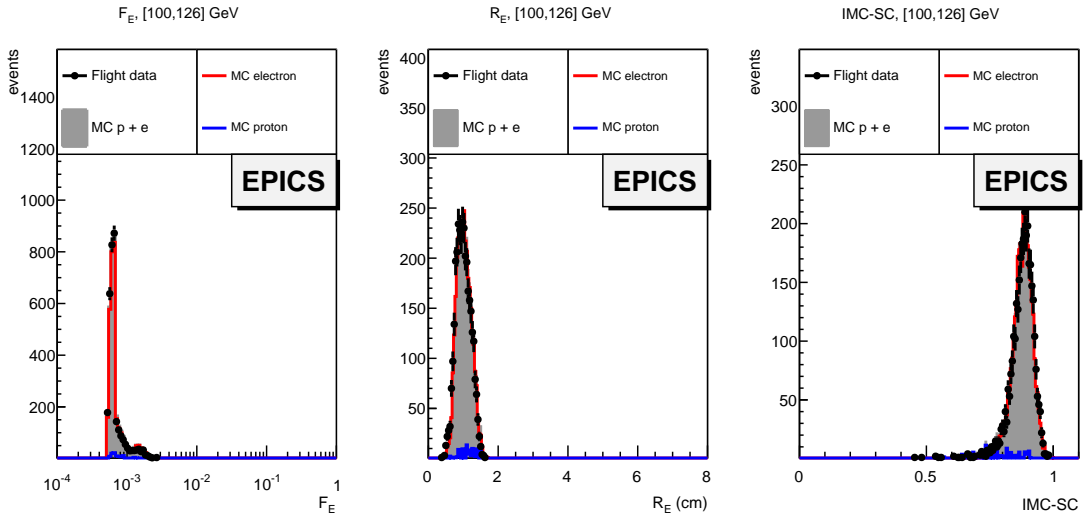 F_E, [100,126] GeV
events
Flight data
MC electron
MC p + e
MC proton
EPICS
1400
1200
1000
800
600
400
200
10^-4
10^-3
10^-2
10^-1
1
F_E
R_E, [100,126] GeV
events
Flight data
MC electron
MC p + e
MC proton
EPICS
400
350
300
250
200
150
100
50
0
2
4
6
8
R_E (cm)
IMC-SC, [100,126] GeV
events
Flight data
MC electron
MC p + e
MC proton
EPICS
300
250
200
150
100
50
0
0.5
1
IMC-SC